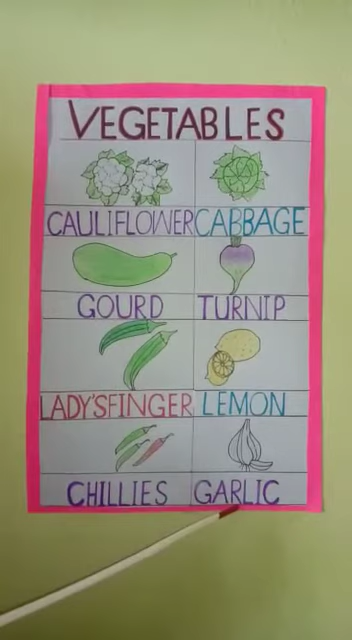 VEGETABLES
CAULIFLOWER CABBAGE
GOURD TURNIP
LADY'SFINGER LEMON
CHILLIES GARLIC